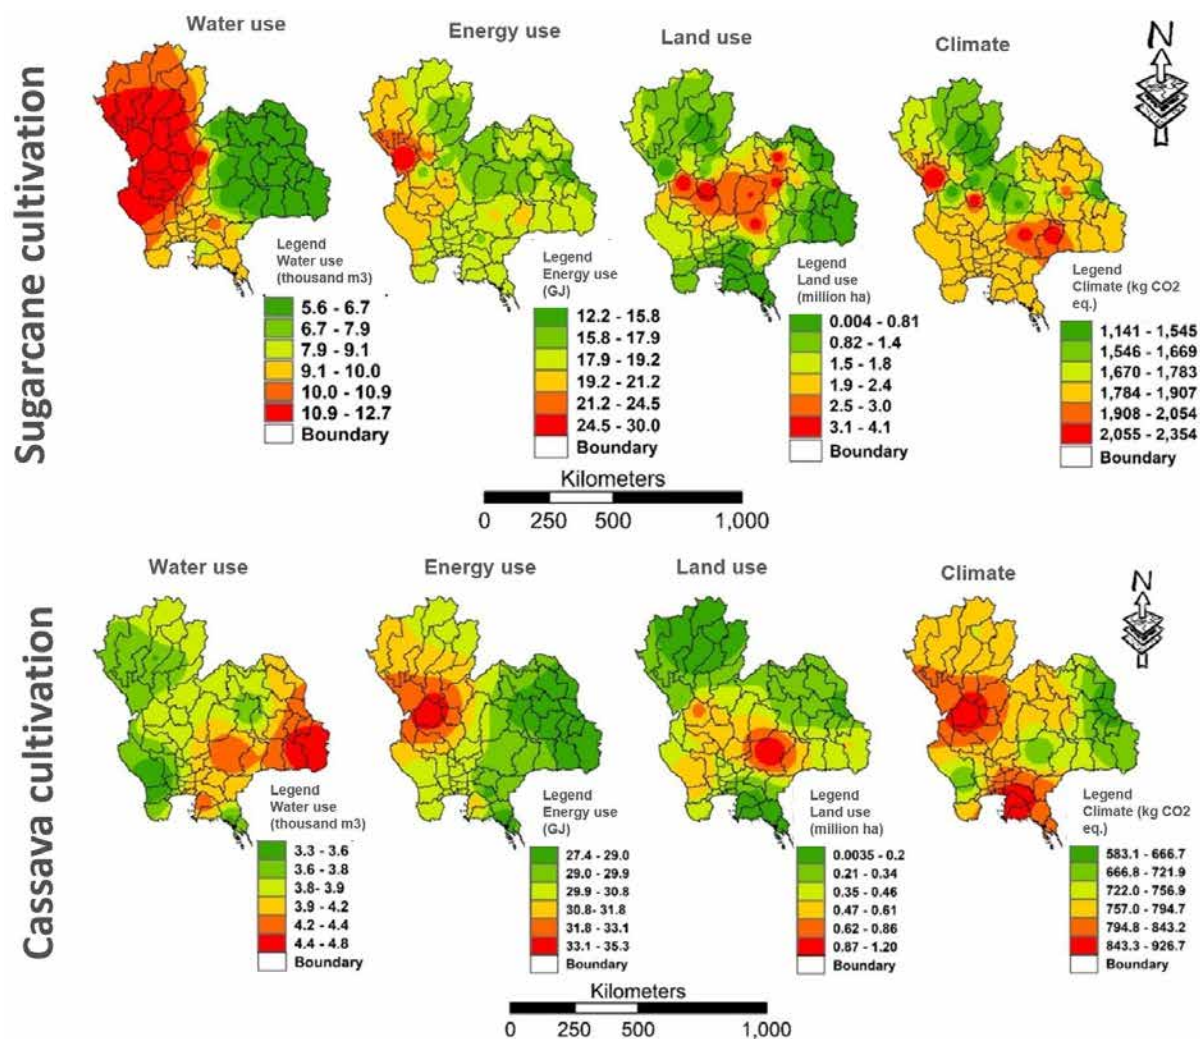 Sugarcane cultivation
Water use
Energy use
Land use
Climate
N
Legend
Water use
(thousand m3)
5.6 - 6.7
6.7 - 7.9
7.9 - 9.1
9.1 - 10.0
10.0 - 10.9
10.9 - 12.7
Boundary
Legend
Energy use
(GJ)
12.2 - 15.8
15.8 - 17.9
17.9 - 19.2
19.2 - 21.2
21.2 - 24.5
24.5 - 30.0
Boundary
Legend
Land use
(million ha)
0.004 - 0.81
0.82 - 1.4
1.5 - 1.8
1.9 - 2.4
2.5 - 3.0
3.1 - 4.1
Boundary
Legend
Climate (kg CO2
eq.)
1,141 - 1,545
1,546 - 1,669
1,670 - 1,783
1,784 - 1,907
1,908 - 2,054
2,055 - 2,354
Boundary
Kilometers
0 250 500 1,000
Cassava cultivation
Water use
Energy use
Land use
Climate
N
Legend
Water use
(thousand m3)
3.3 - 3.6
3.6 - 3.8
3.8- 3.9
3.9 - 4.2
4.2 - 4.4
4.4 - 4.8
Boundary
Legend
Energy use
(GJ)
27.4 - 29.0
29.0 - 29.9
29.9 - 30.8
30.8- 31.8
31.8 - 33.1
33.1 - 35.3
Boundary
Legend
Land use
(million ha)
0.0035 - 0.2
0.21 - 0.34
0.35 - 0.46
0.47 - 0.61
0.62 - 0.86
0.87 - 1.20
Boundary
Legend
Climate (kg CO2
eq.)
583.1 - 666.7
666.8 - 721.9
722.0 - 756.9
757.0 - 794.7
794.8 - 843.2
843.3 - 926.7
Boundary
Kilometers
0 250 500 1,000